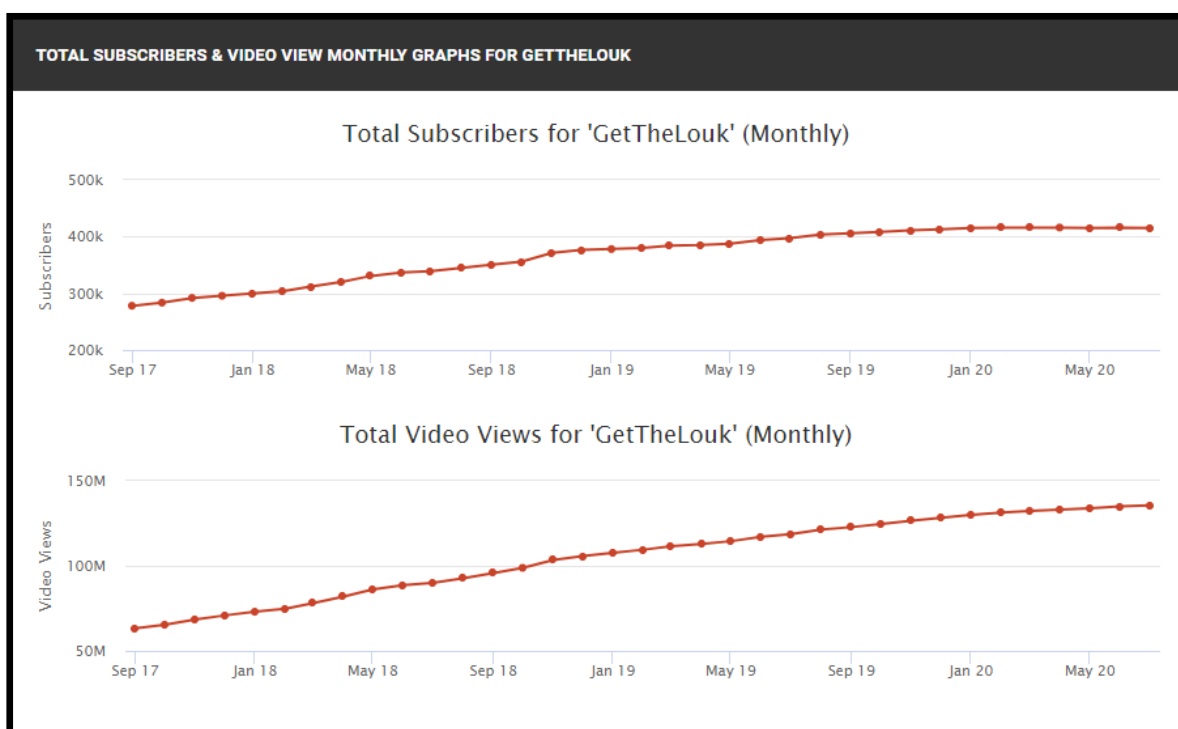 TOTAL SUBSCRIBERS & VIDEO VIEW MONTHLY GRAPHS FOR GETTHELOUK
Total Subscribers for 'GetTheLouk' (Monthly)
500k
400k
300k
200k
Subscribers
Sep 17 Jan 18 May 18 Sep 18 Jan 19 May 19 Sep 19 Jan 20 May 20
Total Video Views for 'GetTheLouk' (Monthly)
150M
100M
50M
Video Views
Sep 17 Jan 18 May 18 Sep 18 Jan 19 May 19 Sep 19 Jan 20 May 20